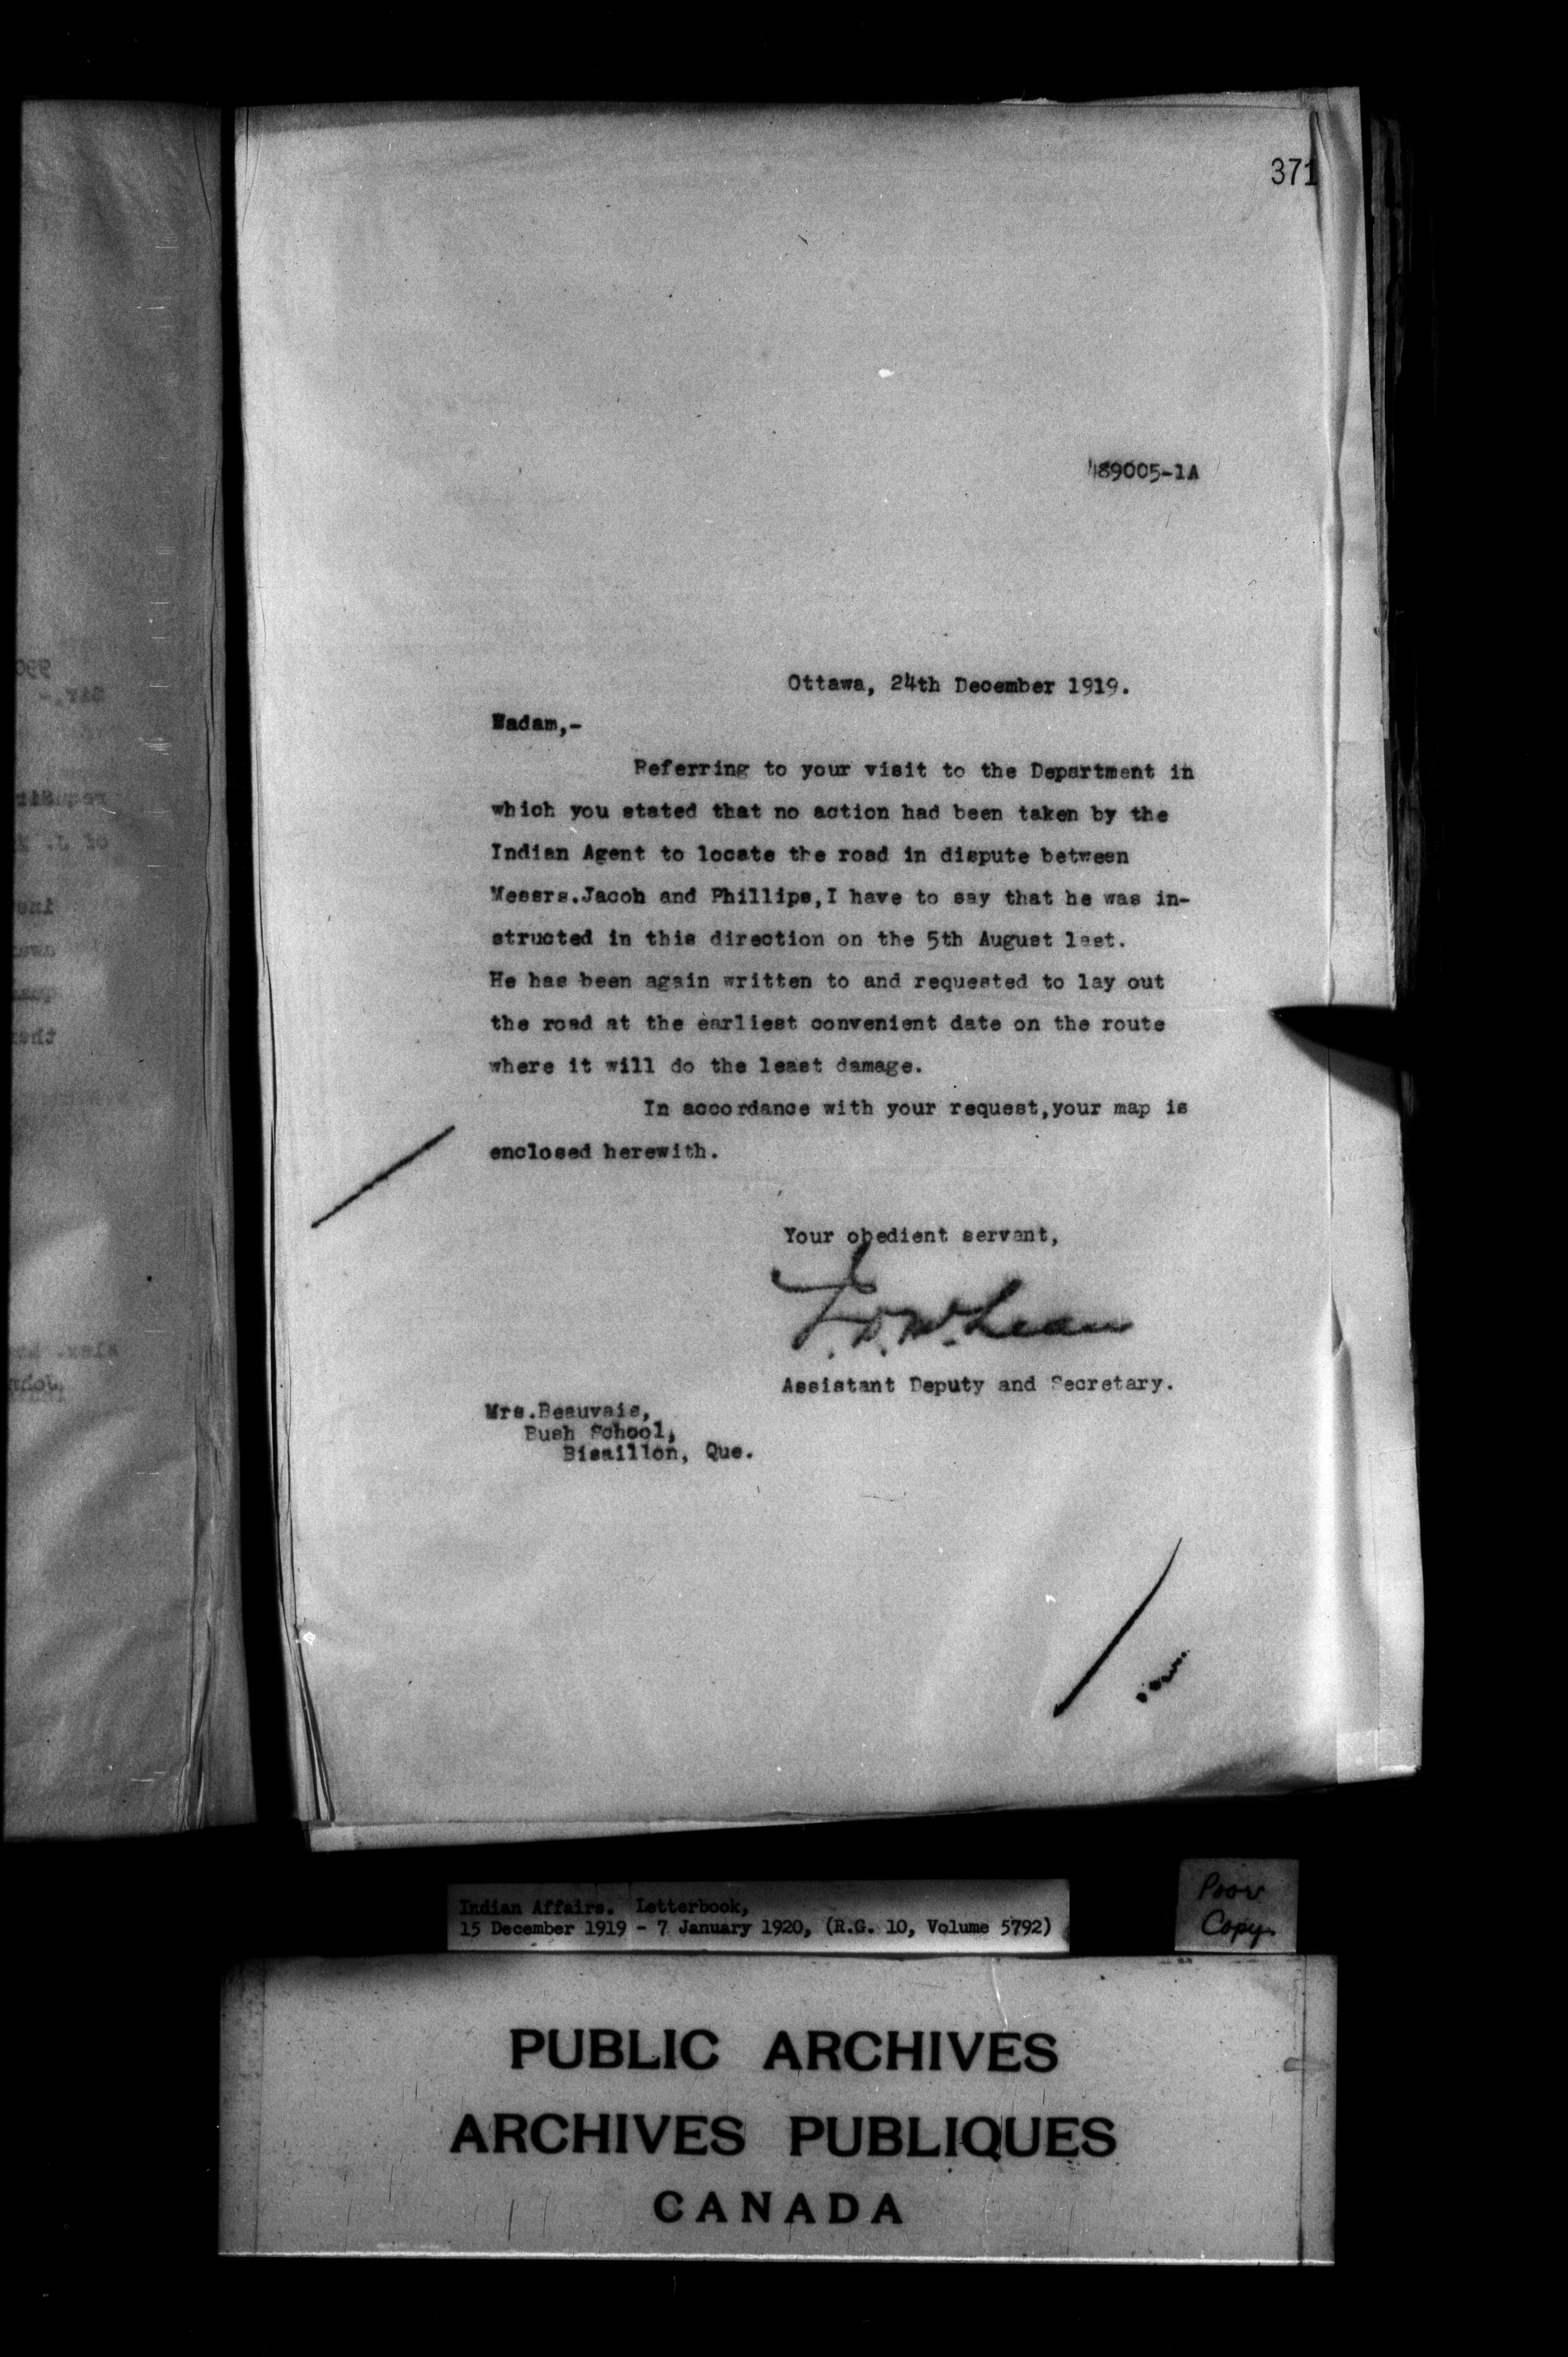 371
489005-1A
Ottawa, 24th December 1919.
Madam,-
Referring to your visit to the Department in
which you stated that no action had been taken by the
Indian Agent to locate the road in dispute between
Messrs.Jacob and Phillips,I have to say that he was in-
structed in this direction on the 5th August last.
He has been again written to and requested to lay out
the road at the earliest convenient date on the route
where it will do the least damage.
In accordance with your request,your map is
enclosed herewith.
Your obedient servant,
J.D.McLean
Assistant Deputy and Secretary.
Mrs.Beauvais,
Bush School,
Bisaillon, Que.
Indian Affairs. Letterbook,
15 December 1919 - 7 January 1920, (R.G. 10, Volume 5792)
Poor
Copy
PUBLIC ARCHIVES
ARCHIVES PUBLIQUES
CANADA